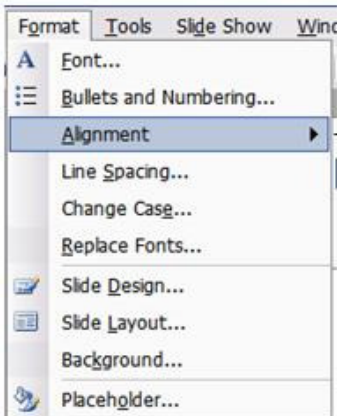 Format Tools Slide Show
Font...
Bullets and Numbering...
Alignment
Line Spacing...
Change Case...
Replace Fonts...
Slide Design...
Slide Layout...
Background...
Placeholder...